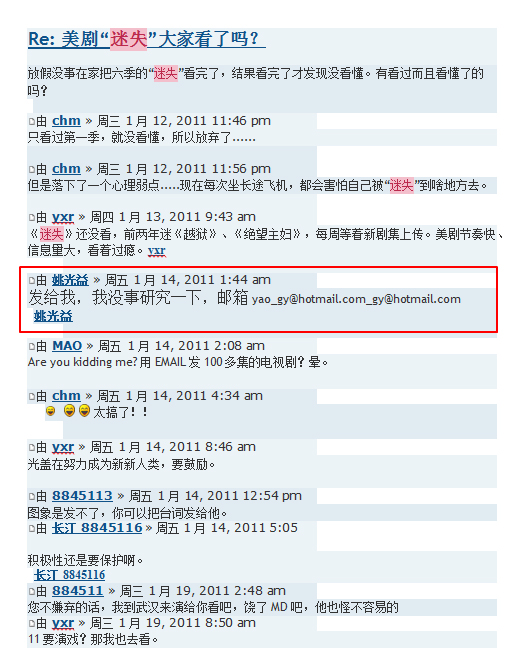 Re: 美剧“迷失”大家看了吗？
放假没事在家把六季的“迷失”看完了，结果看完了才发现没看懂。有看过而且看懂了的
吗？
由 chm » 周三 1月 12, 2011 11:46 pm
只看过第一季，就没看懂，所以放弃了……
由 chm » 周三 1月 12, 2011 11:56 pm
但是落下了一个心理弱点.....现在每次坐长途飞机，都会害怕自己被“迷失”到啥地方去。
由 yxr » 周四 1月 13, 2011 9:43 am
《迷失》还没看，前两年迷《越狱》、《绝望主妇》，每周等着新剧集上传。美剧节奏快、
信息量大，看着过瘾。yxr
由 姚光益 » 周五 1月 14, 2011 1:44 am
发给我，我没事研究一下，邮箱 yao_gy@hotmail.com_gy@hotmail.com
姚光益
由 MAO » 周五 1月 14, 2011 2:08 am
Are you kidding me? 用 EMAIL 发 100 多集的电视剧？晕。
由 chm » 周五 1月 14, 2011 4:34 am
太搞了！！
由 yxr » 周五 1月 14, 2011 8:46 am
光盖在努力成为新新人类，要鼓励。
由 8845113 » 周五 1月 14, 2011 12:54 pm
图象是发不了，你可以把台词发给他。
由 长汀 8845116 » 周五 1月 14, 2011 5:05
积极性还是要保护啊。
长汀 8845116
由 884511 » 周三 1月 19, 2011 2:48 am
您不嫌弃的话，我到武汉来演给你看吧，饶了 MD 吧，他也怪不容易的
由 yxr » 周三 1月 19, 2011 8:50 am
11 要演戏？那我也去看。